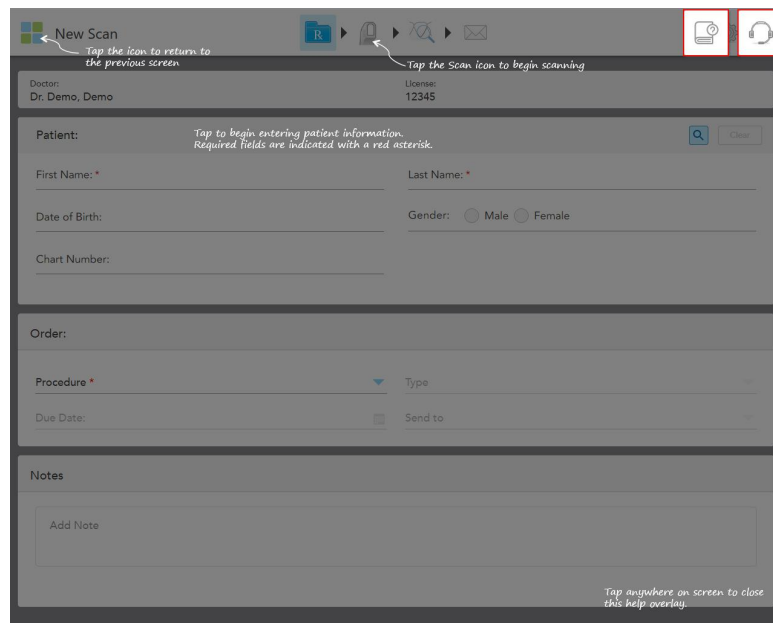 New Scan
R
Tap the icon to return to
the previous screen
Tap the Scan icon to begin scanning
Doctor:
Dr. Demo, Demo
License:
12345
Patient:
Tap to begin entering patient information.
Required fields are indicated with a red asterisk.
Clear
First Name: *
Last Name: *
Date of Birth:
Gender: Male Female
Chart Number:
Order:
Procedure *
Type
Due Date:
Send to
Notes
Add Note
Tap anywhere on screen to close
this help overlay.